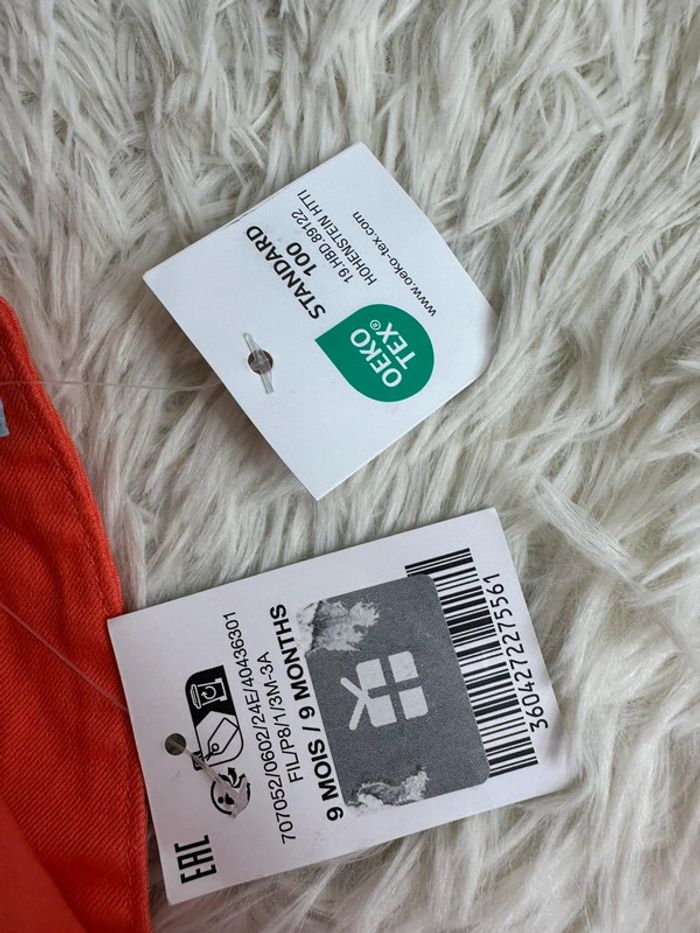 STANDARD
100
19.HBD.89122
HOHENSTEIN HTTI
www.oeko-tex.com
OEKO
TEX®
EAC
FR
707052/0602/24E/40436301
FIL/P8/1/3M-3A
9 MOIS / 9 MONTHS
3604272275561